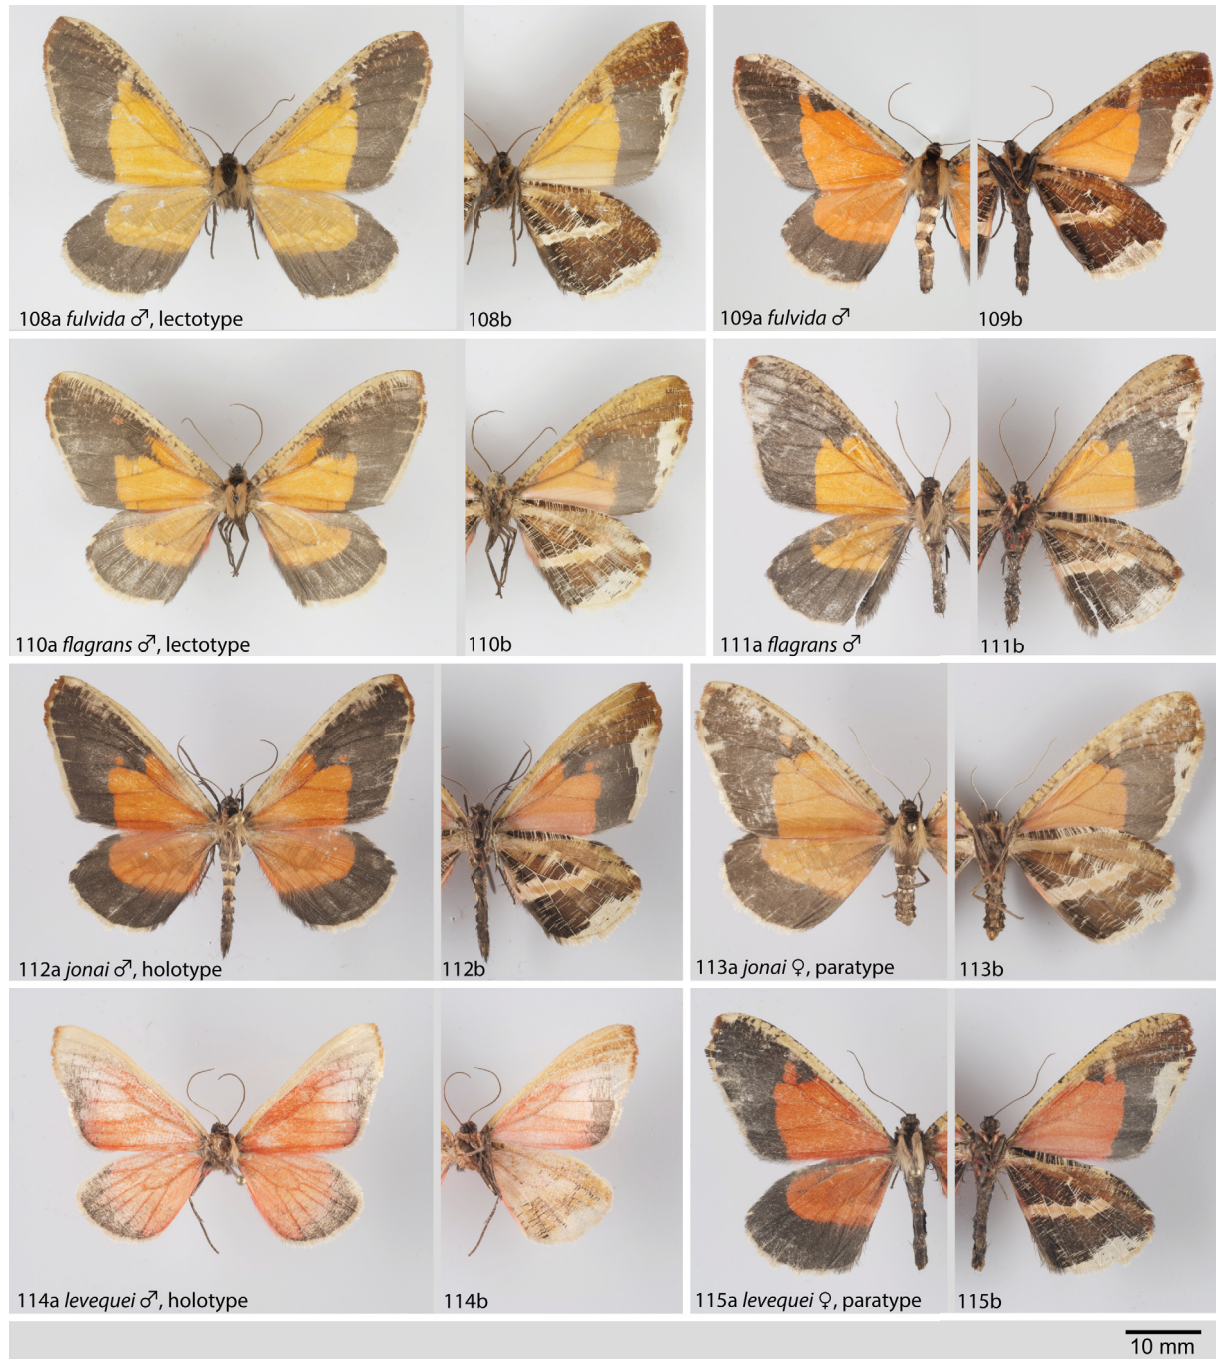 108a fulvida ♂, lectotype
108b
109a fulvida ♂
109b
110a flagrans ♂, lectotype
110b
111a flagrans ♂
111b
112a jonai ♂, holotype
112b
113a jonai ♀, paratype
113b
114a levequei ♂, holotype
114b
115a levequei ♀, paratype
115b
10 mm